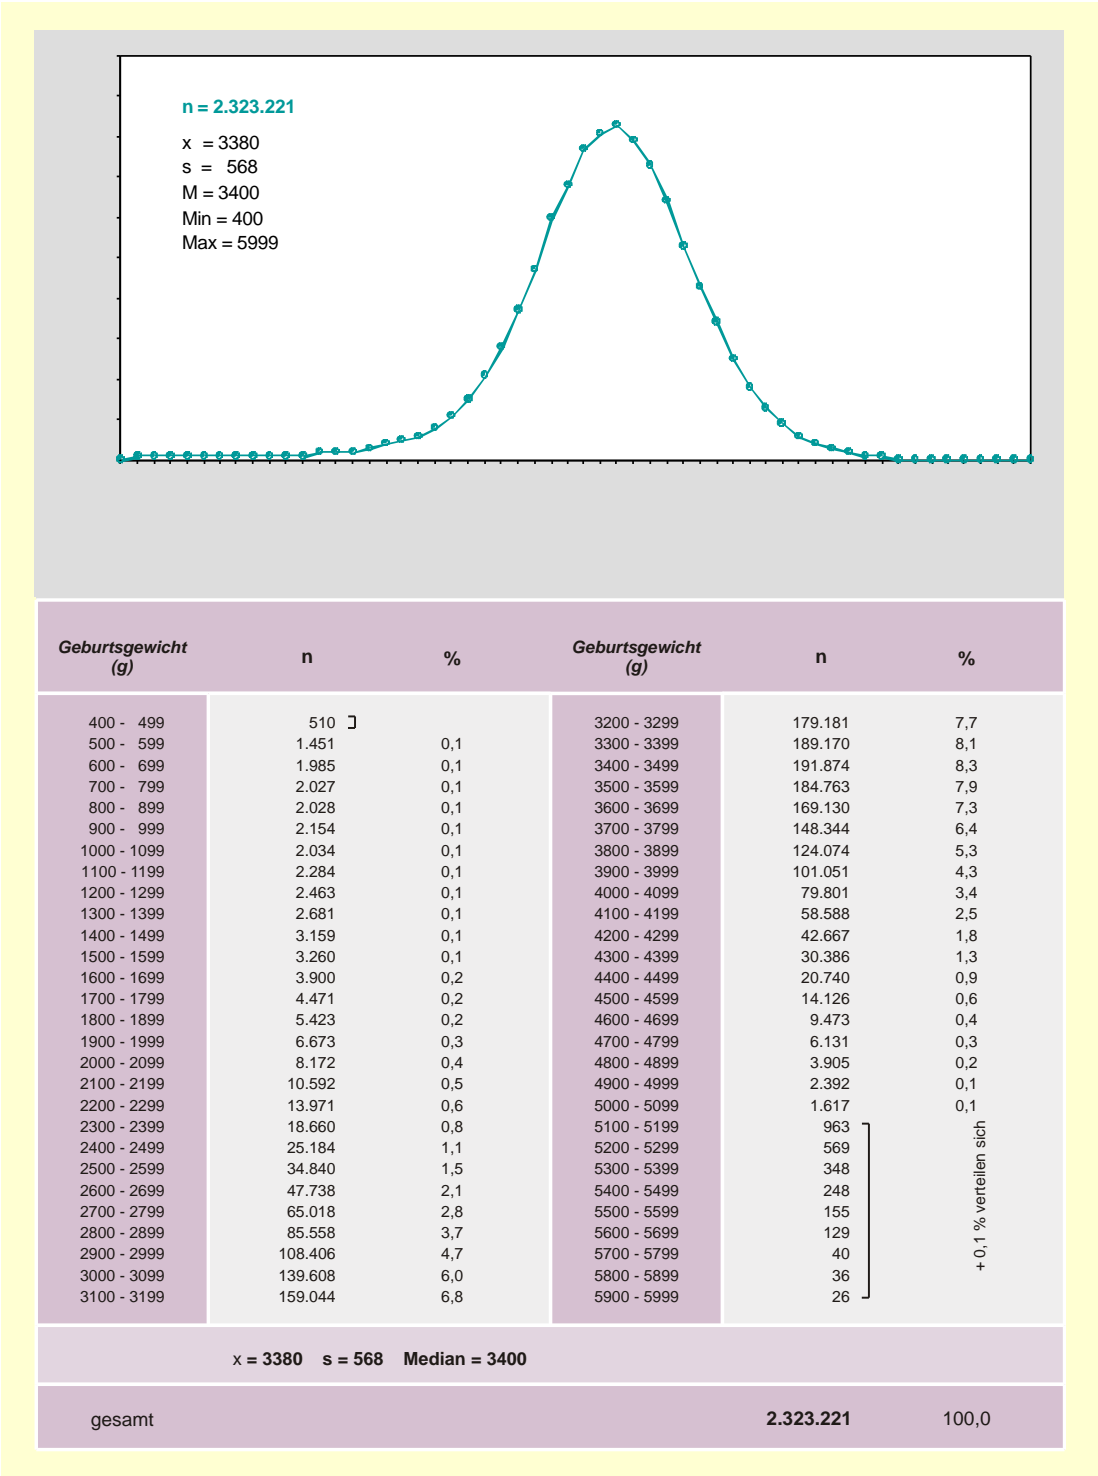 n = 2.323.221
x = 3380
s = 568
M = 3400
Min = 400
Max = 5999
Geburtsgewicht (g) n % Geburtsgewicht (g) n %
400 - 499 510 3200 - 3299 179.181 7,7
500 - 599 1.451 0,1 3300 - 3399 189.170 8,1
600 - 699 1.985 0,1 3400 - 3499 191.874 8,3
700 - 799 2.027 0,1 3500 - 3599 184.763 7,9
800 - 899 2.028 0,1 3600 - 3699 169.130 7,3
900 - 999 2.154 0,1 3700 - 3799 148.344 6,4
1000 - 1099 2.034 0,1 3800 - 3899 124.074 5,3
1100 - 1199 2.284 0,1 3900 - 3999 101.051 4,3
1200 - 1299 2.463 0,1 4000 - 4099 79.801 3,4
1300 - 1399 2.681 0,1 4100 - 4199 58.588 2,5
1400 - 1499 3.159 0,1 4200 - 4299 42.667 1,8
1500 - 1599 3.260 0,1 4300 - 4399 30.386 1,3
1600 - 1699 3.900 0,2 4400 - 4499 20.740 0,9
1700 - 1799 4.471 0,2 4500 - 4599 14.126 0,6
1800 - 1899 5.423 0,2 4600 - 4699 9.473 0,4
1900 - 1999 6.673 0,3 4700 - 4799 6.131 0,3
2000 - 2099 8.172 0,4 4800 - 4899 3.905 0,2
2100 - 2199 10.592 0,5 4900 - 4999 2.392 0,1
2200 - 2299 13.971 0,6 5000 - 5099 1.617 0,1
2300 - 2399 18.660 0,8 5100 - 5199 963
2400 - 2499 25.184 1,1 5200 - 5299 569
2500 - 2599 34.840 1,5 5300 - 5399 348
2600 - 2699 47.738 2,1 5400 - 5499 248
2700 - 2799 65.018 2,8 5500 - 5599 155
2800 - 2899 85.558 3,7 5600 - 5699 129
2900 - 2999 108.406 4,7 5700 - 5799 40
3000 - 3099 139.608 6,0 5800 - 5899 36
3100 - 3199 159.044 6,8 5900 - 5999 26
+ 0,1 % verteilen sich
x = 3380 s = 568 Median = 3400
gesamt 2.323.221 100,0